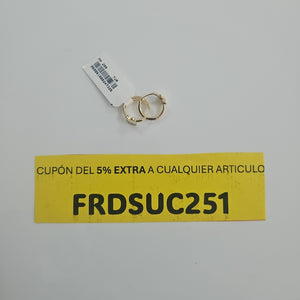 CUPÓN DEL 5% EXTRA A CUALQUIER ARTICULO
FRDSUC251